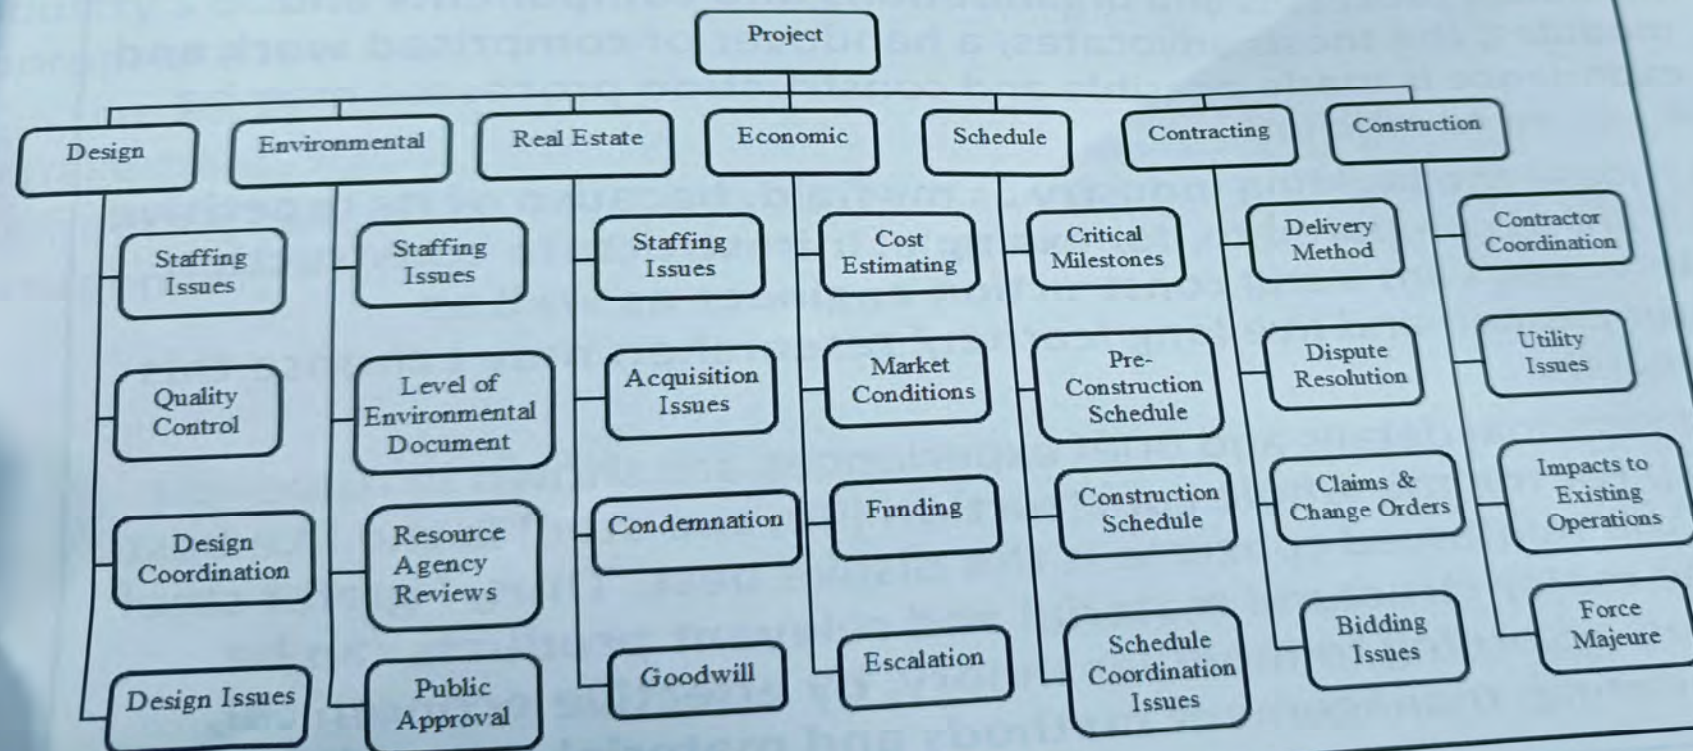 Project
Design
Environmental
Real Estate
Economic
Schedule
Contracting
Construction
Staffing
Issues
Quality
Control
Design
Coordination
Design Issues
Staffing
Issues
Level of
Environmental
Document
Resource
Agency
Reviews
Public
Approval
Staffing
Issues
Acquisition
Issues
Condemnation
Goodwill
Cost
Estimating
Market
Conditions
Funding
Escalation
Critical
Milestones
Pre-
Construction
Schedule
Construction
Schedule
Schedule
Coordination
Issues
Delivery
Method
Dispute
Resolution
Claims &
Change Orders
Bidding
Issues
Contractor
Coordination
Utility
Issues
Impacts to
Existing
Operations
Force
Majeure